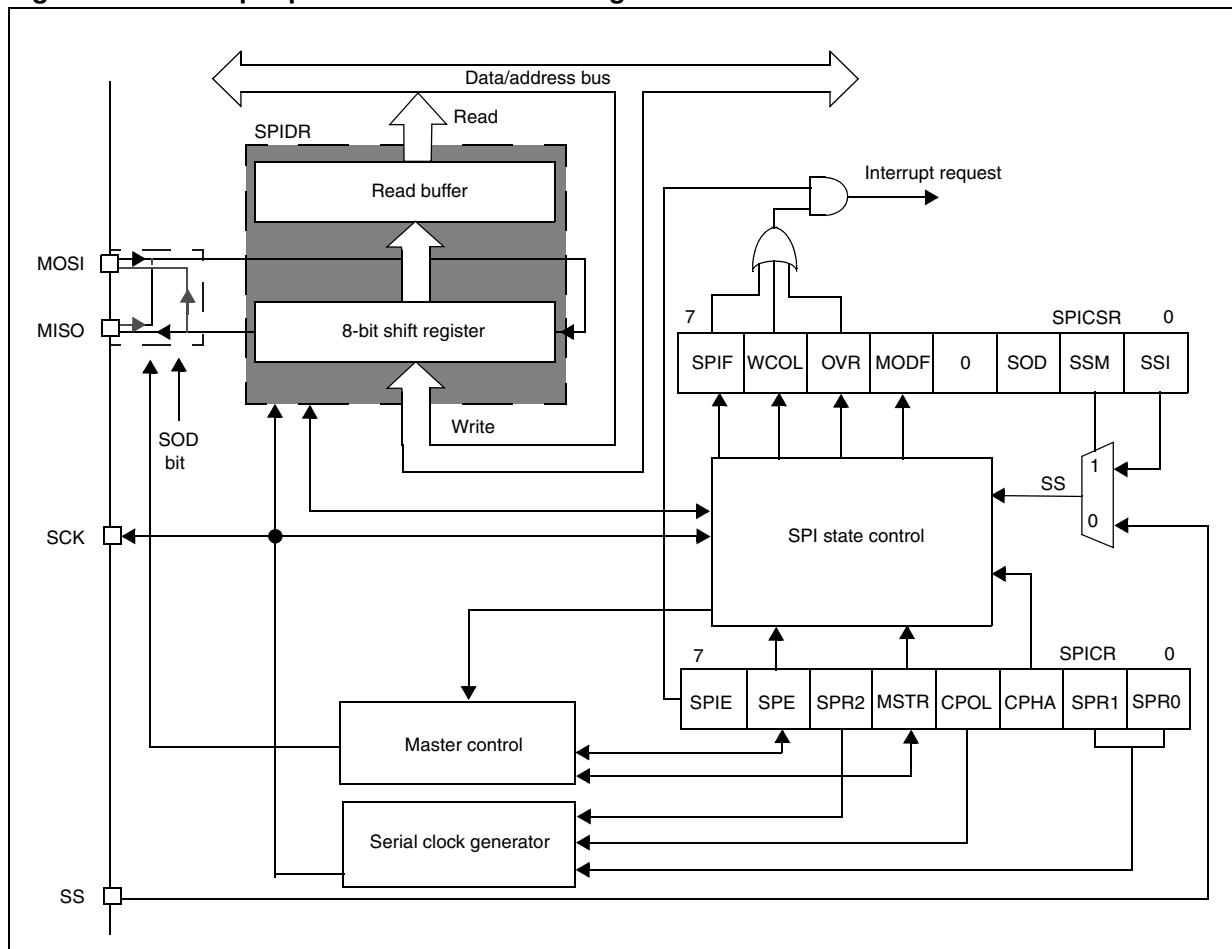 Data/address bus
Read
SPIDR
Read buffer
Interrupt request
MOSI
MISO
8-bit shift register
7 SPICSR 0
SPIF WCOL OVR MODF 0 SOD SSM SSI
Write
SOD
bit
1
SS
0
SCK
SPI state control
7 SPICR 0
SPIE SPE SPR2 MSTR CPOL CPHA SPR1 SPR0
Master control
Serial clock generator
SS